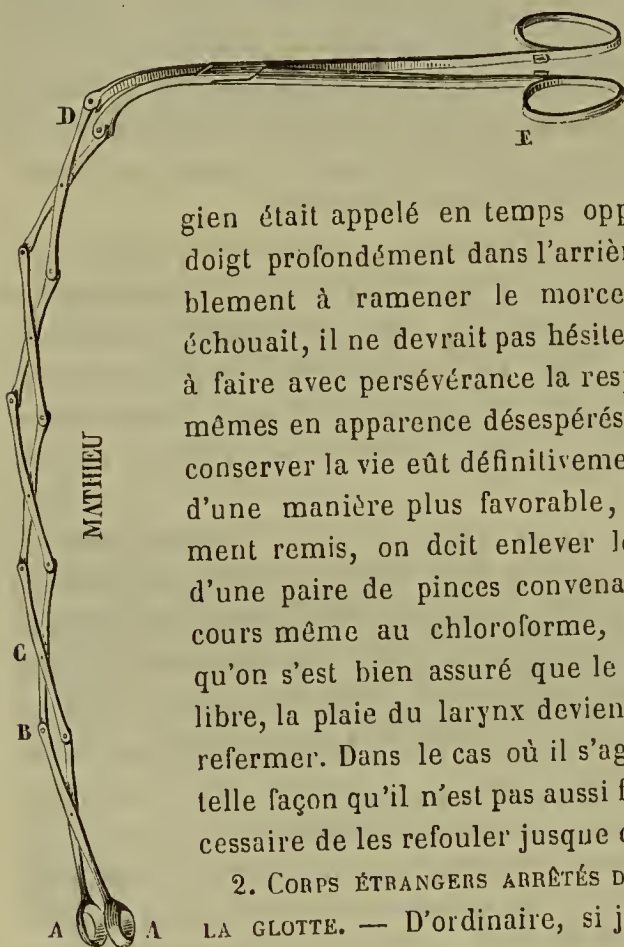 D
E
gien était appelé en temps opp
doigt profondément dans l'arrièr
blement à ramener le morce
échouait, il ne devrait pas hésite
à faire avec persévérance la resp
mêmes en apparence désespérés
conserver la vie eût définitiveme
d'une manière plus favorable,
ment remis, on doit enlever le
d'une paire de pinces convena
cours même au chloroforme,
qu'on s'est bien assuré que le
libre, la plaie du larynx devien
refermer. Dans le cas où il s'ag
telle façon qu'il n'est pas aussi f
cessaire de les refouler jusque d
MATHIEU
C
B
2. CORPS ÉTRANGERS ARRÊTÉS D
A A LA GLOTTE. — D'ordinaire, si j